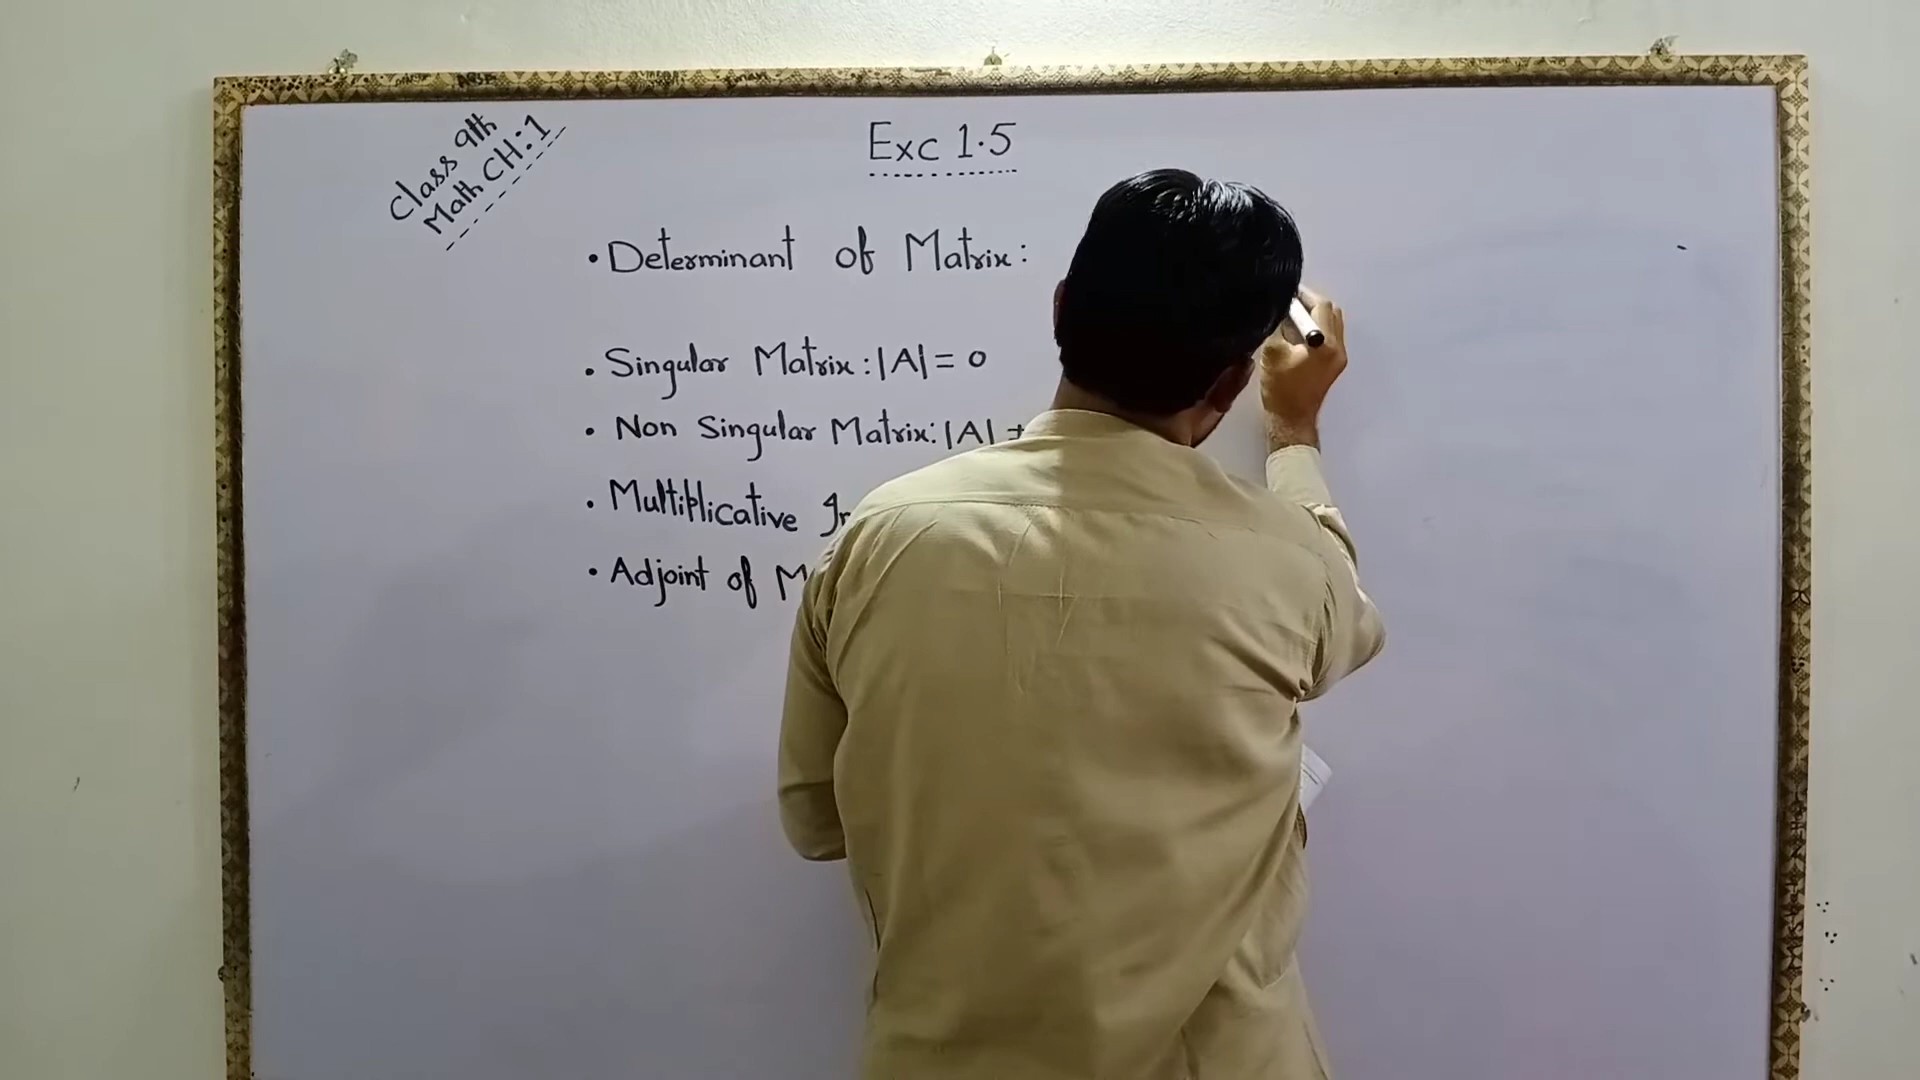 Class 9th
Math CH:1
Exc 1.5
• Determinant of Matrix:
• Singular Matrix: |A| = 0
• Non Singular Matrix: |A|
• Multiplicative
• Adjoint of